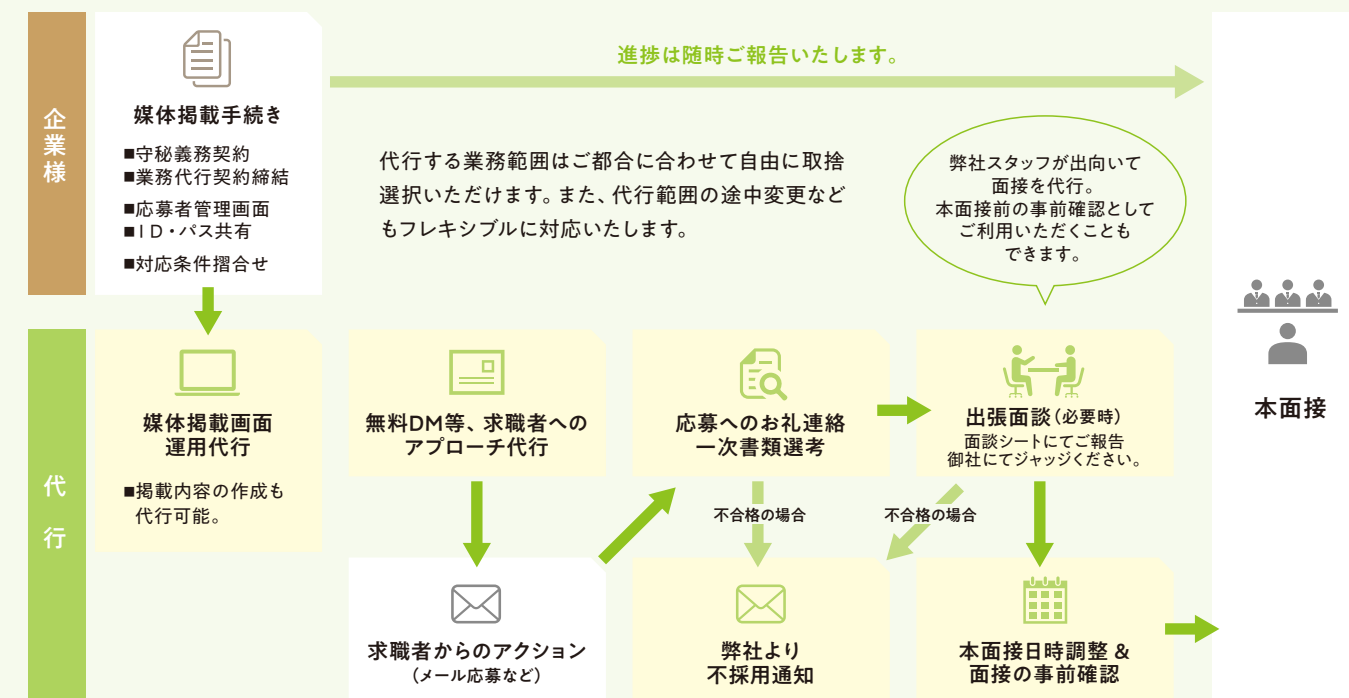 企業様
媒体掲載手続き
■守秘義務契約
■業務代行契約締結
■応募者管理画面
■ID・パス共有
■対応条件摺合せ
進捗は随時ご報告いたします。
代行する業務範囲はご都合に合わせて自由に取捨
選択いただけます。また、代行範囲の途中変更など
もフレキシブルに対応いたします。
弊社スタッフが出向いて
面接を代行。
本面接前の事前確認として
ご利用いただくことも
できます。
代行
媒体掲載画面
運用代行
■掲載内容の作成も
代行可能。
無料DM等、求職者への
アプローチ代行
応募へのお礼連絡
一次書類選考
出張面談(必要時)
面談シートにてご報告
御社にてジャッジください。
不合格の場合
不合格の場合
求職者からのアクション
(メール応募など)
弊社より
不採用通知
本面接日時調整 &
面接の事前確認
本面接